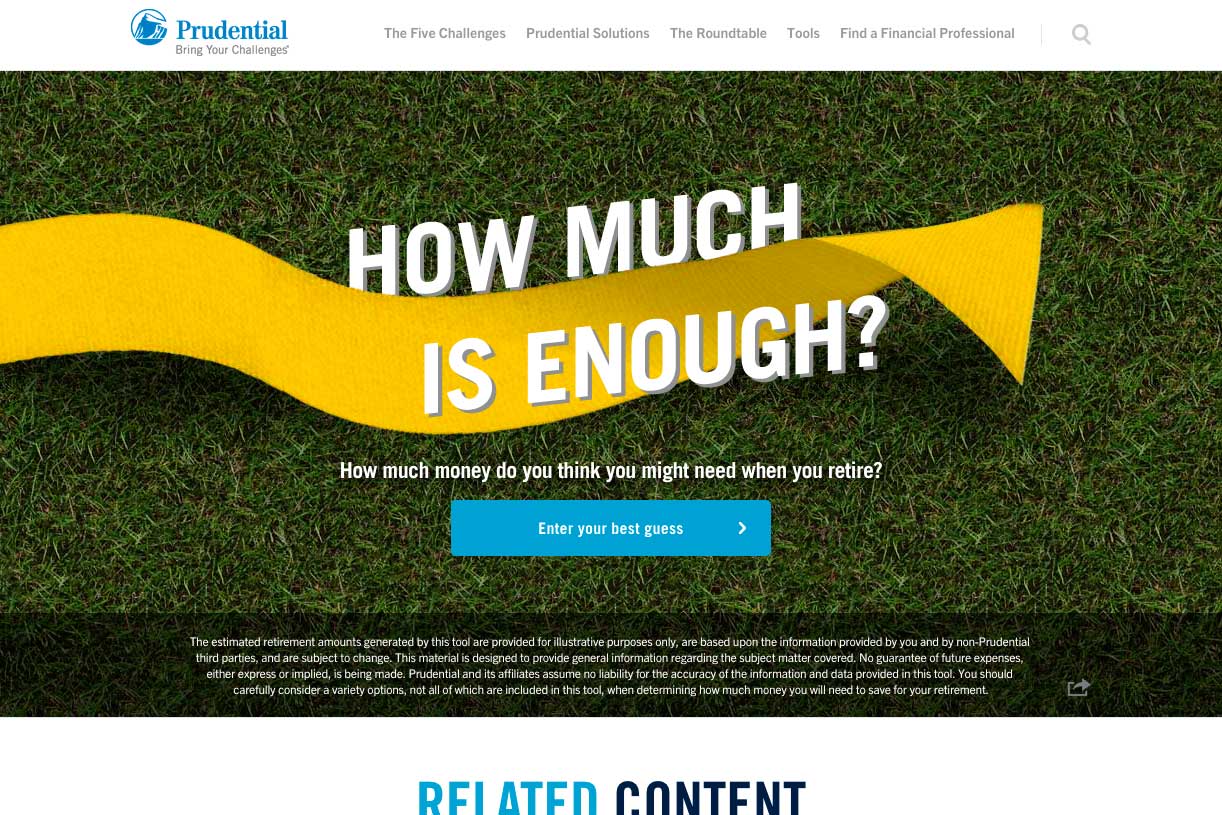 Prudential
Bring Your Challenges®
The Five Challenges
Prudential Solutions
The Roundtable
Tools
Find a Financial Professional
HOW MUCH
IS ENOUGH?
How much money do you think you might need when you retire?
Enter your best guess
The estimated retirement amounts generated by this tool are provided for illustrative purposes only, are based upon the information provided by you and by non-Prudential
third parties, and are subject to change. This material is designed to provide general information regarding the subject matter covered. No guarantee of future expenses,
either express or implied, is being made. Prudential and its affiliates assume no liability for the accuracy of the information and data provided in this tool. You should
carefully consider a variety options, not all of which are included in this tool, when determining how much money you will need to save for your retirement.
RELATED CONTENT